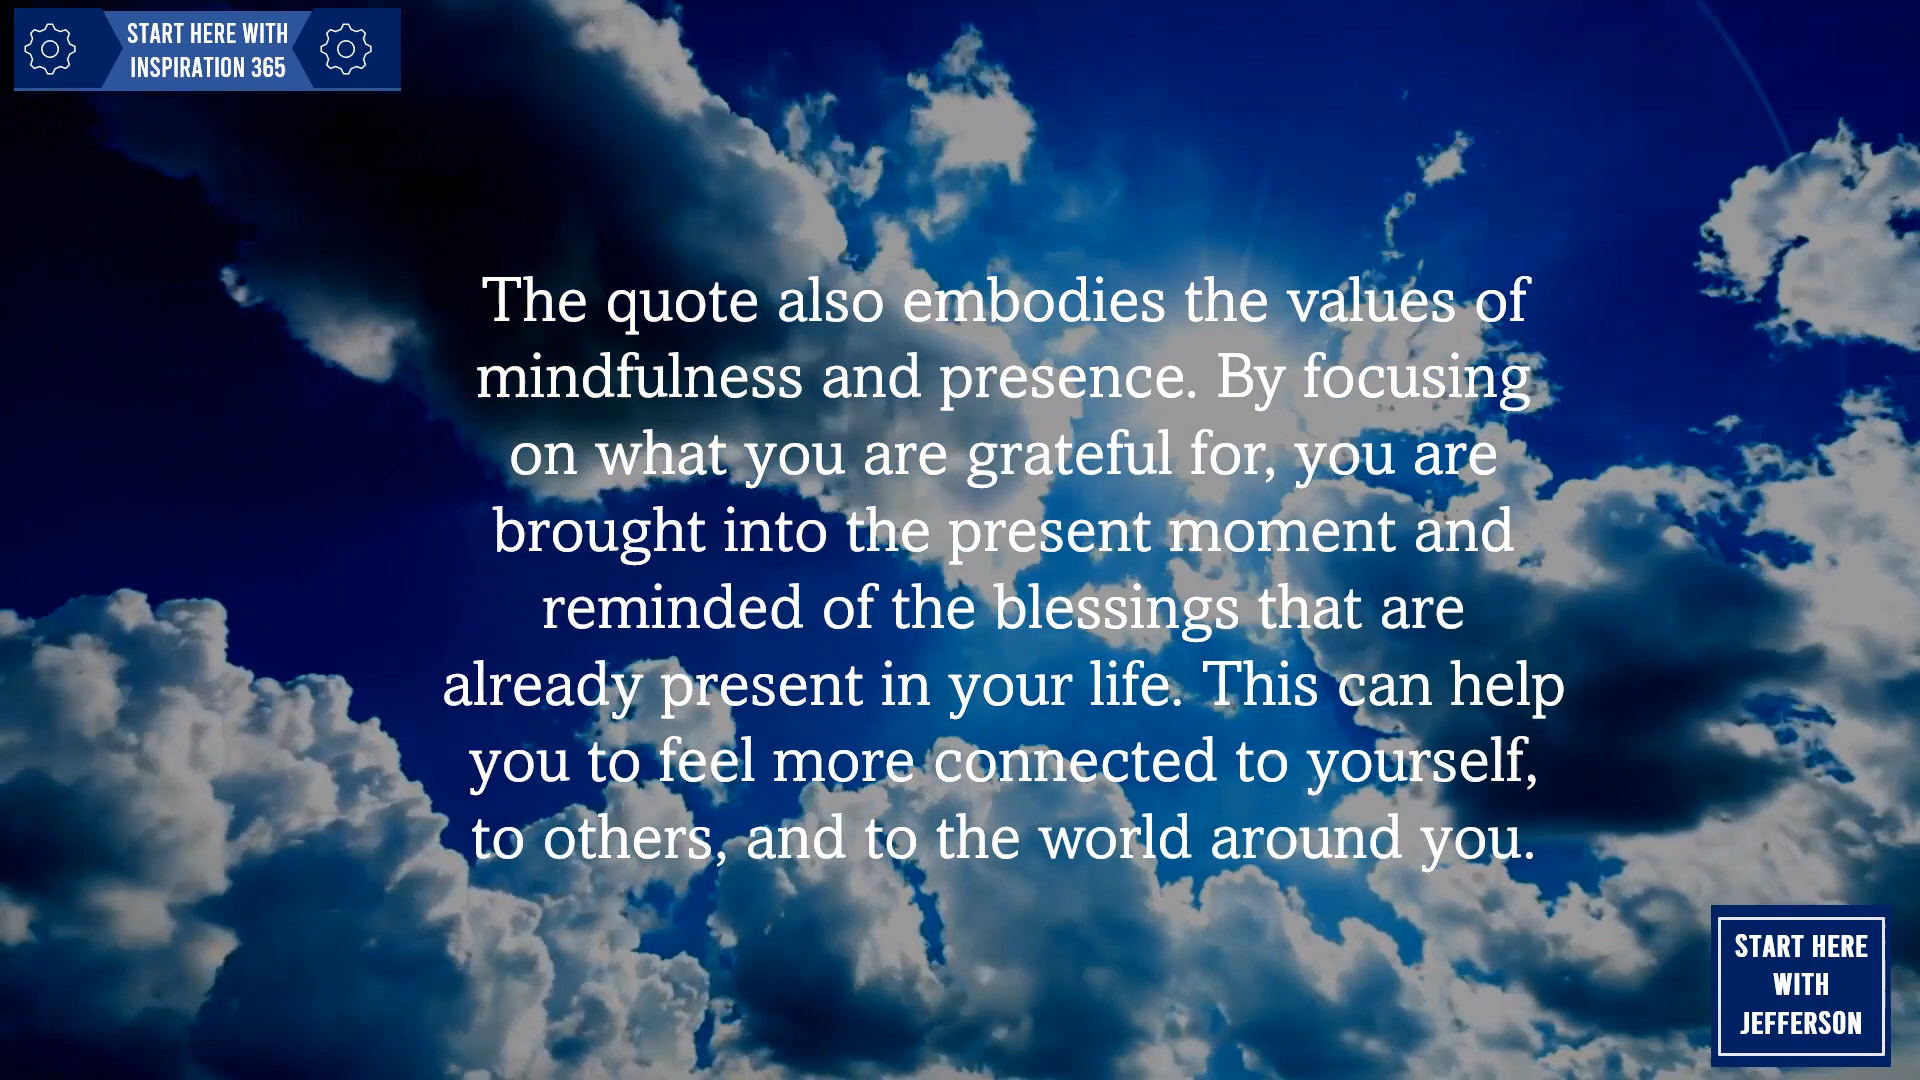 START HERE WITH
INSPIRATION 365
The quote also embodies the values of
mindfulness and presence. By focusing
on what you are grateful for, you are
brought into the present moment and
reminded of the blessings that are
already present in your life. This can help
you to feel more connected to yourself,
to others, and to the world around you.
START HERE
WITH
JEFFERSON